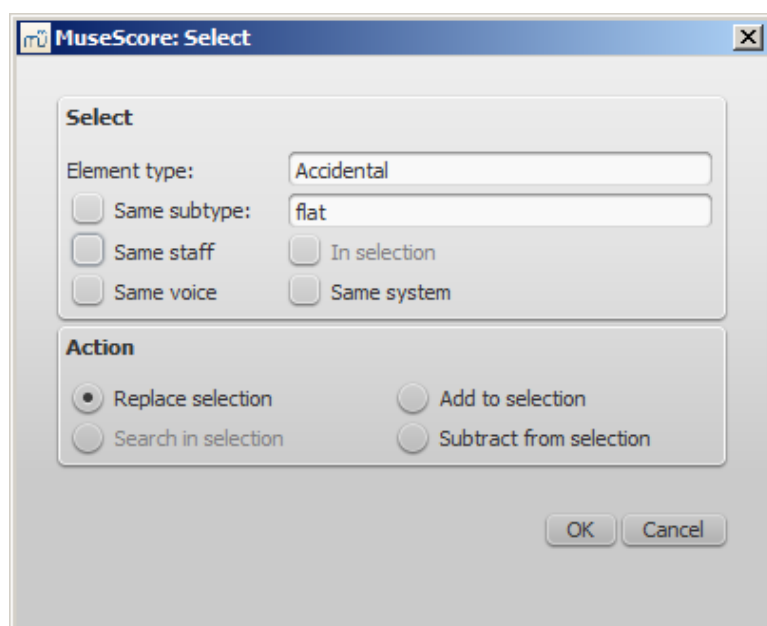 mü MuseScore: Select
Select
Element type: Accidental
Same subtype: flat
Same staff In selection
Same voice Same system
Action
Replace selection Add to selection
Search in selection Subtract from selection
OK Cancel